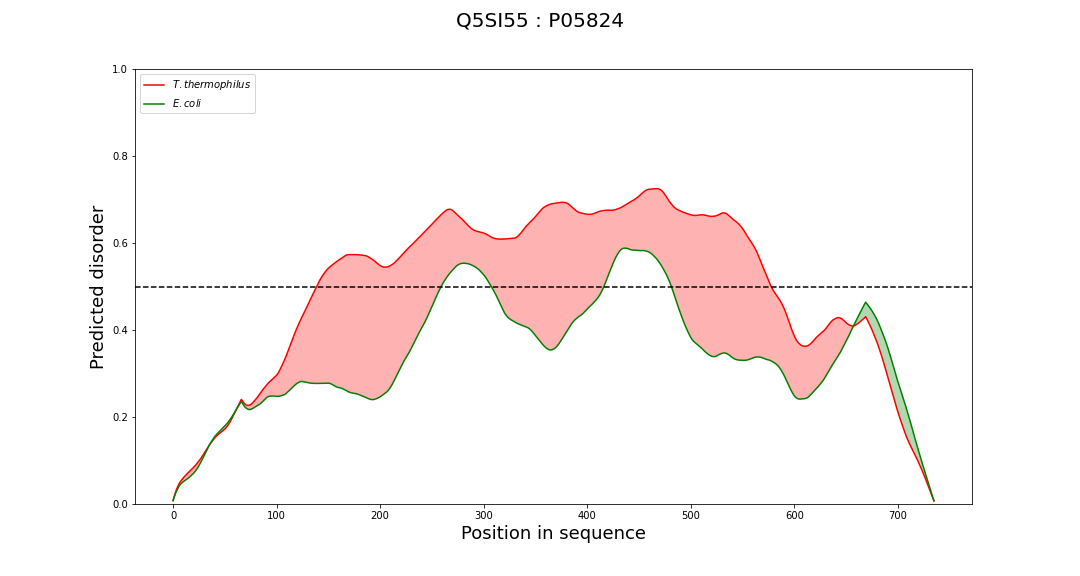 Q5SI55 : P05824
1.0
T.thermophilus
E.coli
0.8
0.6
0.4
0.2
0.0
Predicted disorder
0 100 200 300 400 500 600 700
Position in sequence